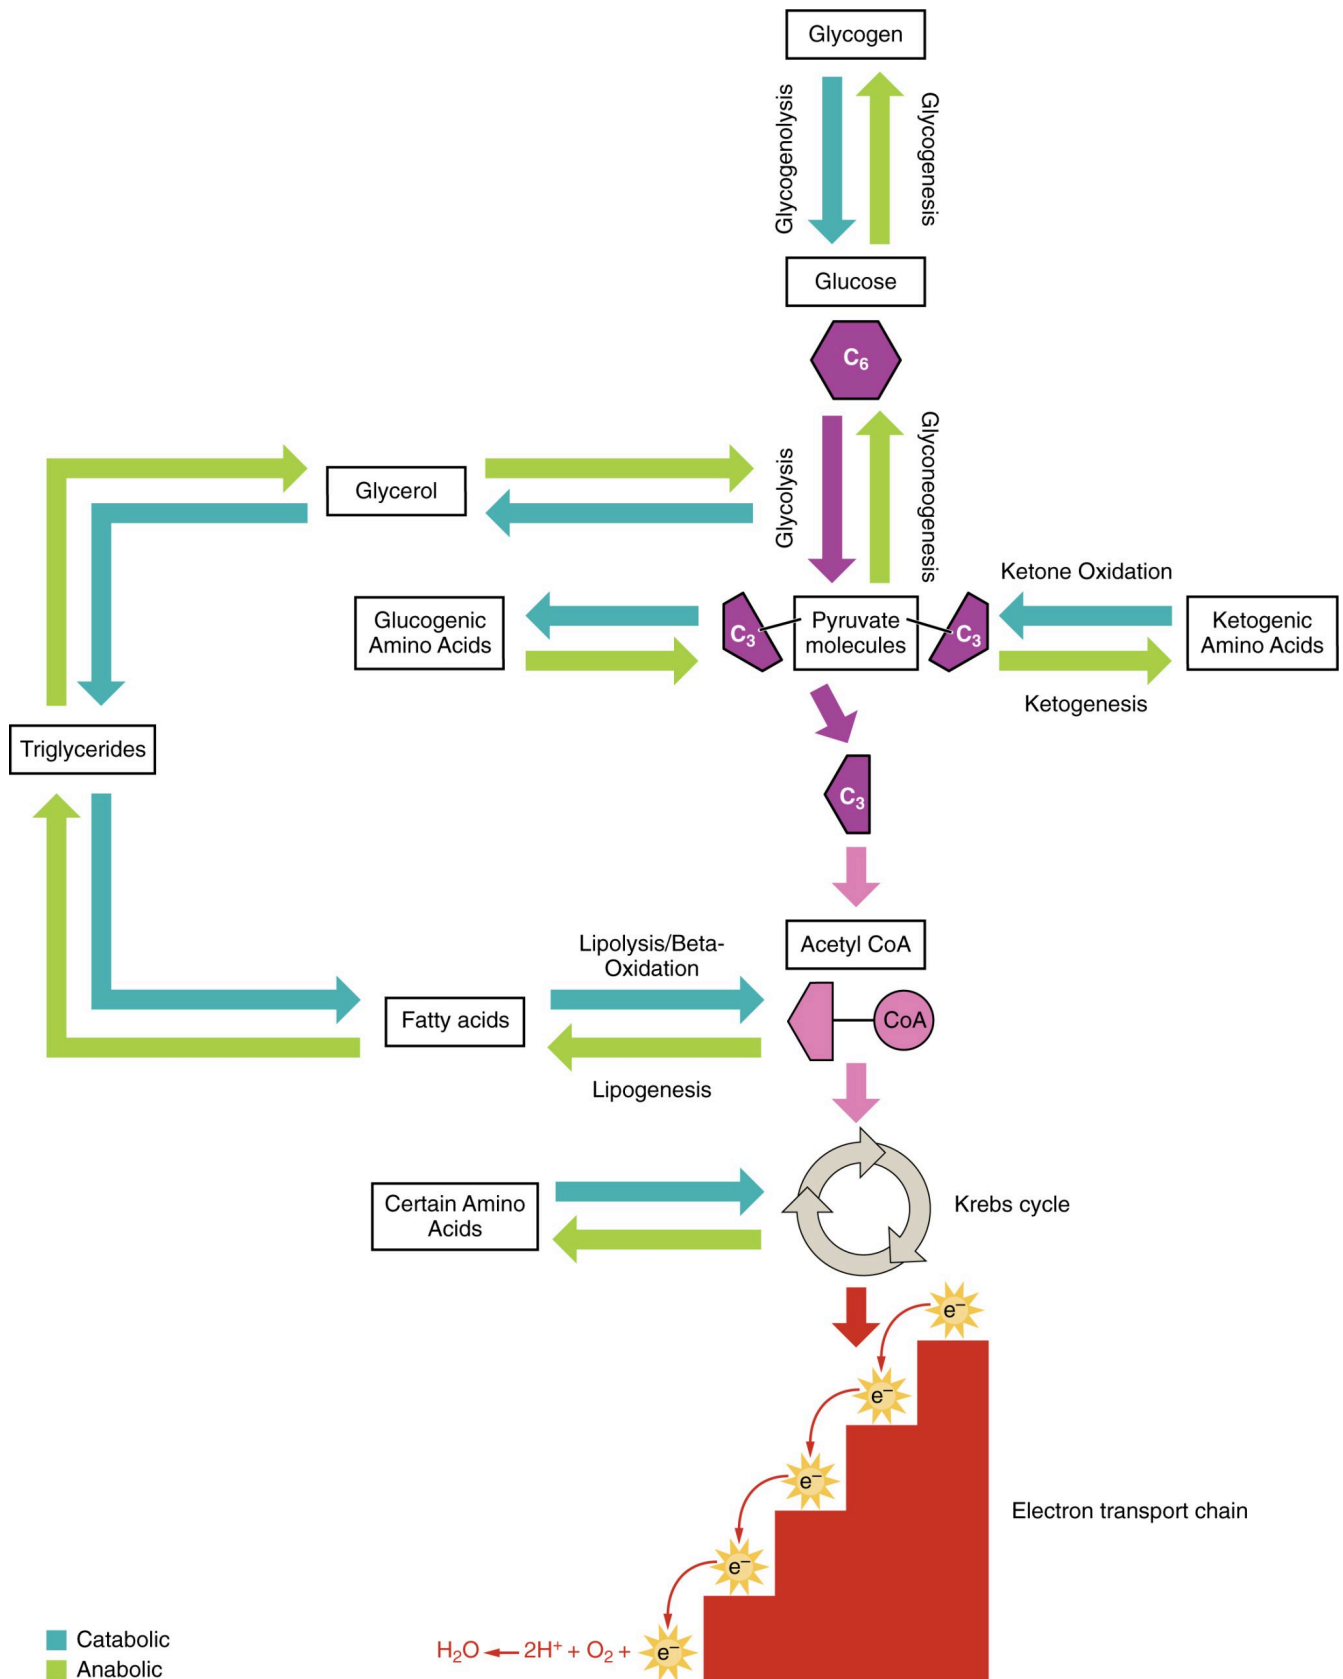 Glycogen
Glycogenolysis
Glycogenesis
Glucose
C₆
Glycolysis
Glyconeogenesis
Glycerol
Ketone Oxidation
Glucogenic
Amino Acids
C₃
Pyruvate
molecules
C₃
Ketogenic
Amino Acids
Ketogenesis
Triglycerides
C₃
Acetyl CoA
Lipolysis/Beta-
Oxidation
Fatty acids
CoA
Lipogenesis
Certain Amino
Acids
Krebs cycle
e⁻
e⁻
e⁻
Electron transport chain
e⁻
H₂O ← 2H⁺ + O₂ + e⁻
Catabolic
Anabolic